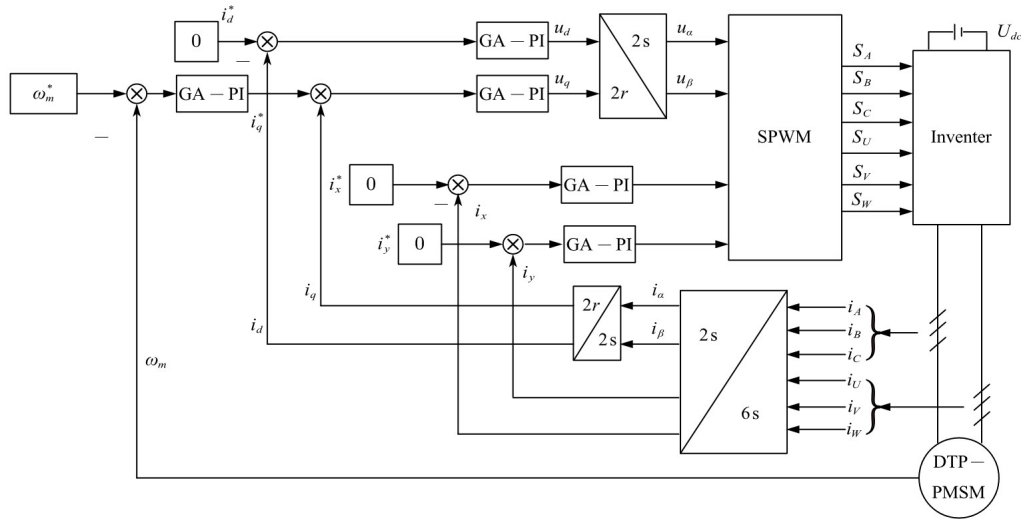 i_d^*
0
—
GA－PI
u_d
2s
2r
u_α
U_{dc}
ω_m^*
—
GA－PI
i_q^*
GA－PI
u_q
u_β
SPWM
S_A
S_B
S_C
S_U
S_V
S_W
Inventer
i_x^*
0
—
i_x
GA－PI
i_y^*
0
i_y
GA－PI
i_q
2r
2s
i_α
i_β
i_d
2s
6s
i_A
i_B
i_C
i_U
i_V
i_W
ω_m
DTP－
PMSM